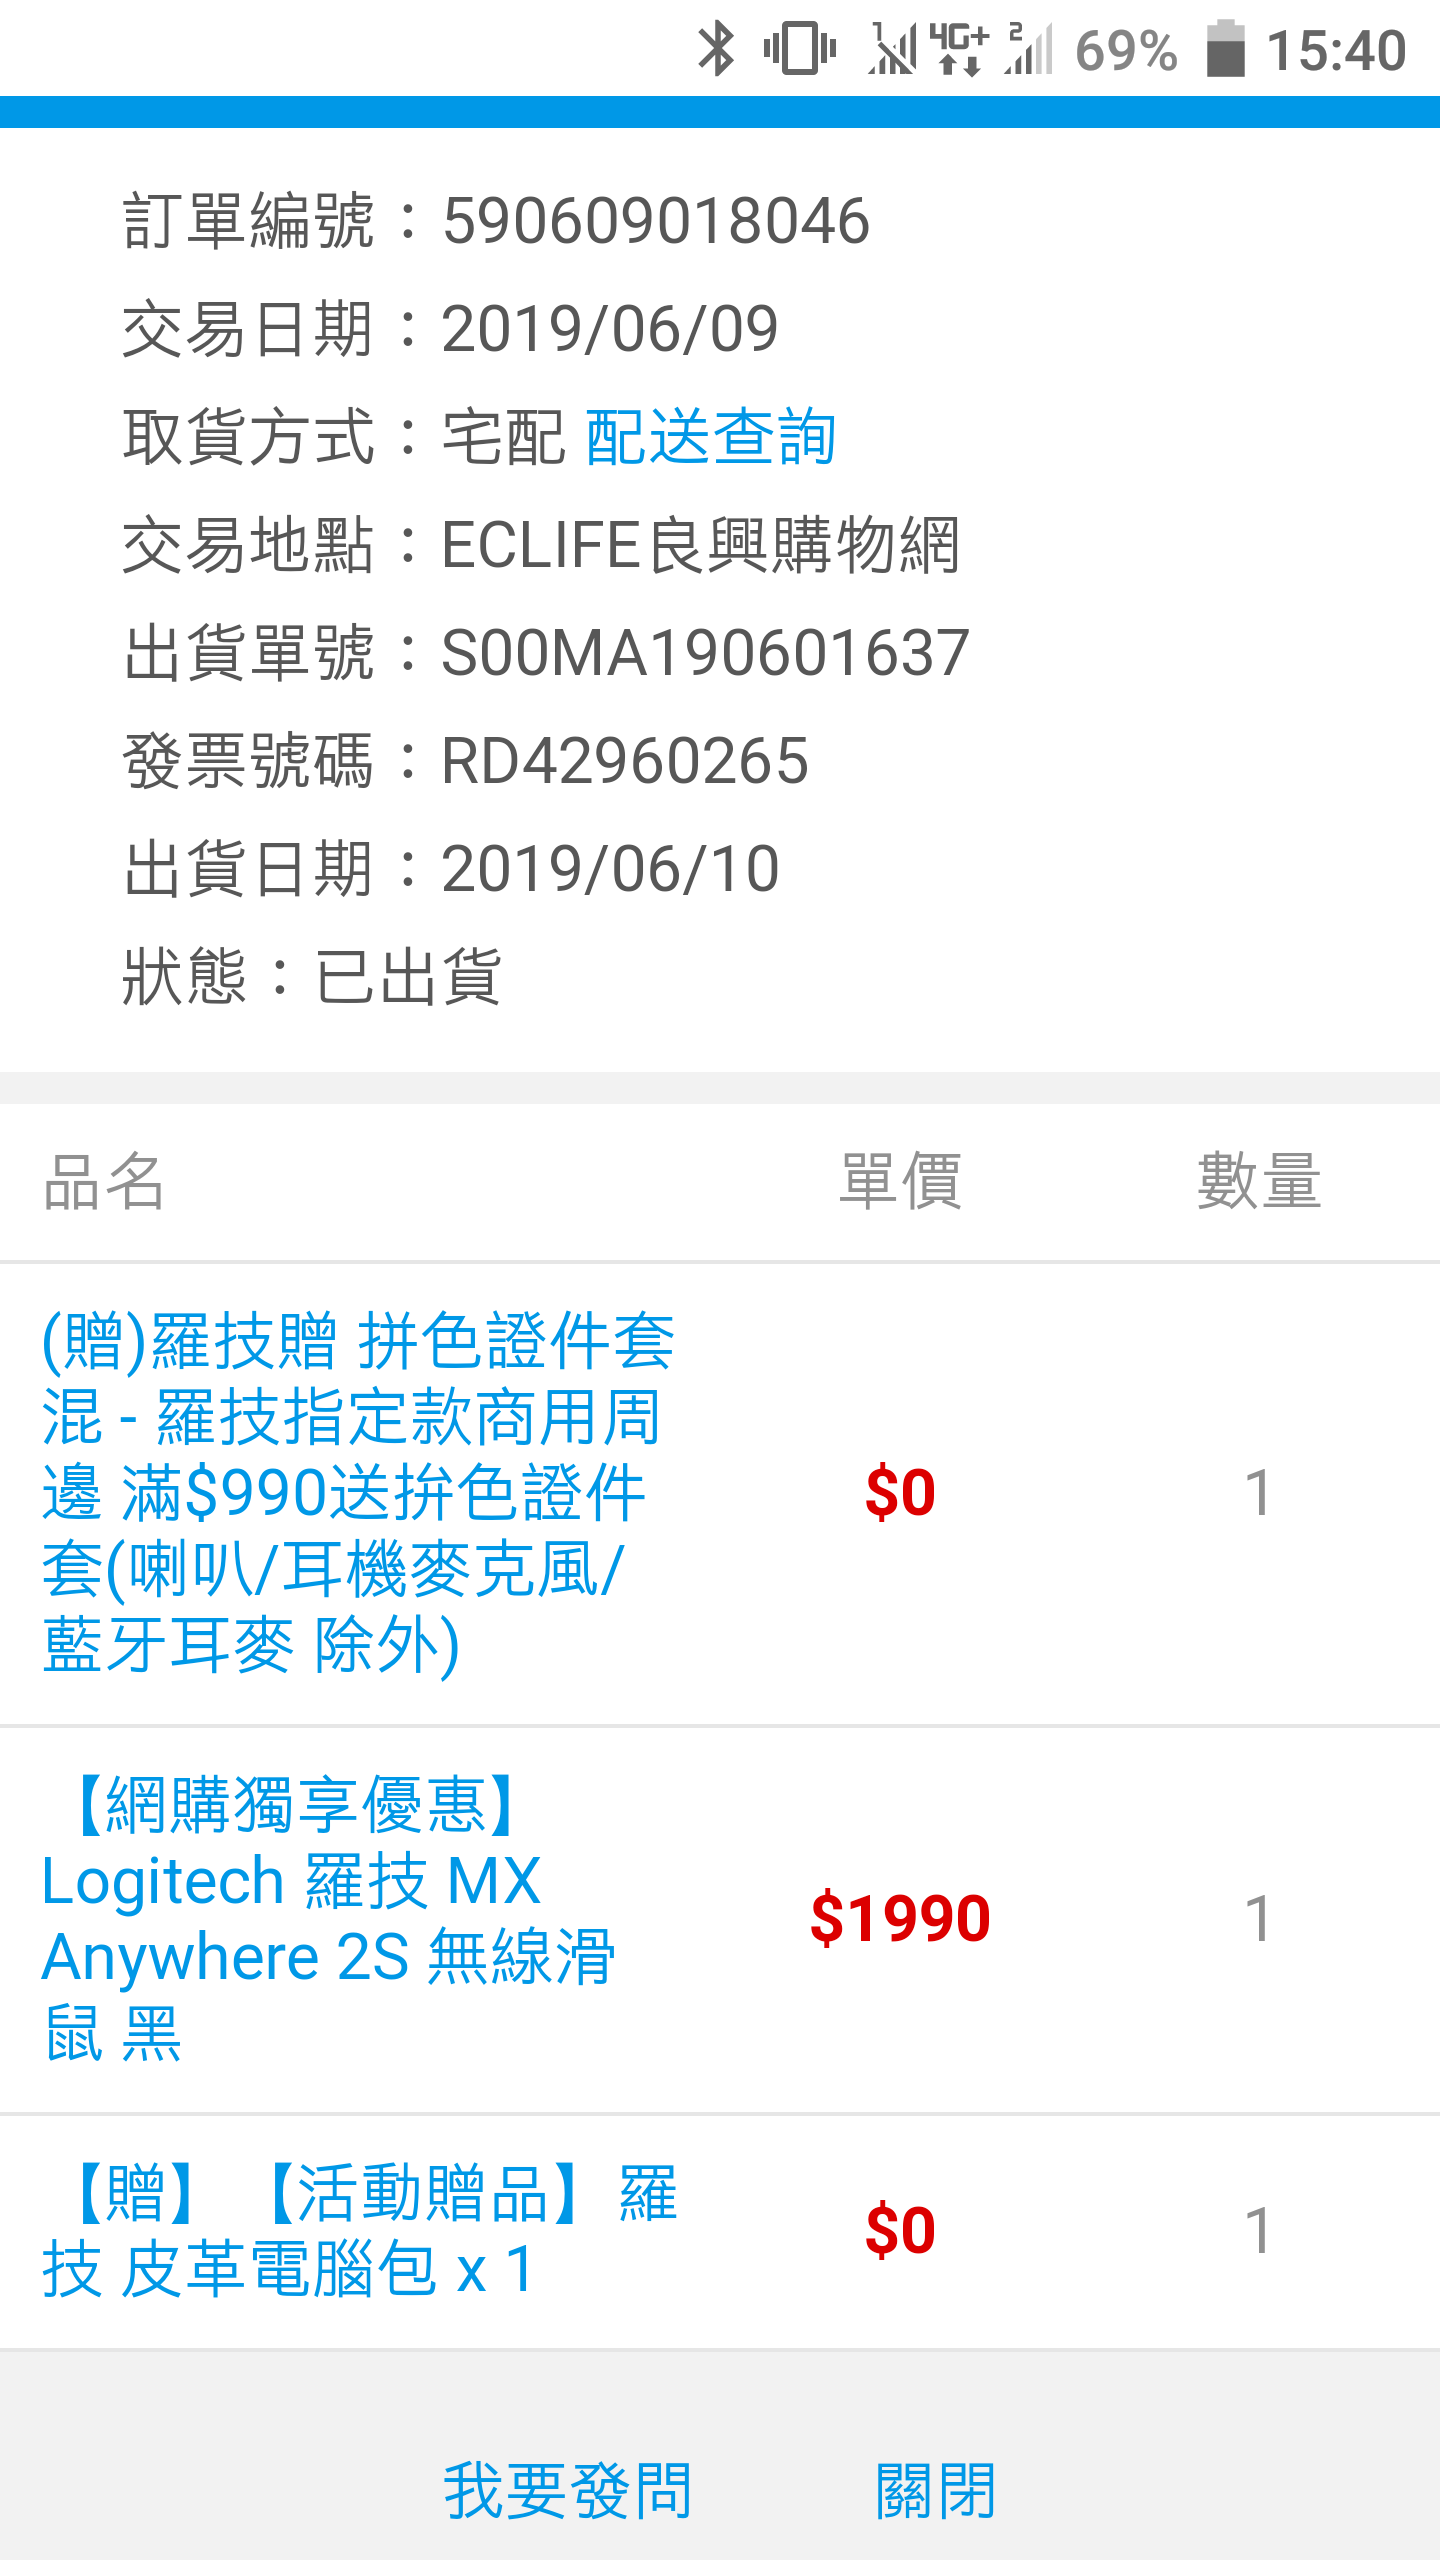 1 4G+ 2 69% 15:40
訂單編號：590609018046
交易日期：2019/06/09
取貨方式：宅配 配送查詢
交易地點：ECLIFE良興購物網
出貨單號：S00MA190601637
發票號碼：RD42960265
出貨日期：2019/06/10
狀態：已出貨
品名 單價 數量
(贈)羅技贈 拼色證件套
混 - 羅技指定款商用周
邊 滿$990送拚色證件
套(喇叭/耳機麥克風/
藍牙耳麥 除外)
$0 1
【網購獨享優惠】
Logitech 羅技 MX
Anywhere 2S 無線滑
鼠 黑
$1990 1
【贈】【活動贈品】羅
技 皮革電腦包 x 1
$0 1
我要發問 關閉